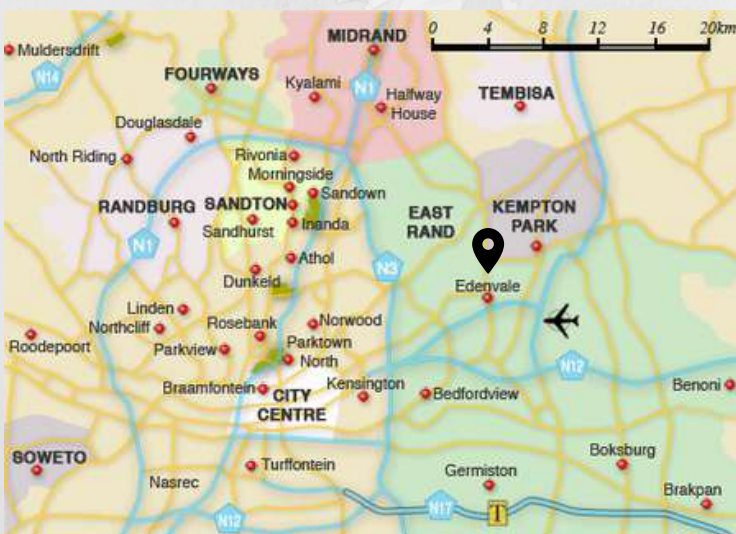 0 4 8 12 16 20km
MIDRAND
Muldersdrift
N14
FOURWAYS
Kyalami
N1
Halfway
House
TEMBISA
Douglasdale
North Riding
Rivonia
Morningside
Sandown
RANDBURG
SANDTON
Sandhurst
Inanda
EAST
RAND
KEMPTON
PARK
N1
Athol
N3
Dunkeld
Edenvale
Linden
Northcliff
Rosebank
Norwood
Roodepoort
Parkview
Parktown
North
N12
Braamfontein
CITY
CENTRE
Kensington
Bedfordview
Benoni
SOWETO
Turffontein
Nasrec
Germiston
Boksburg
Brakpan
N12
N17
T